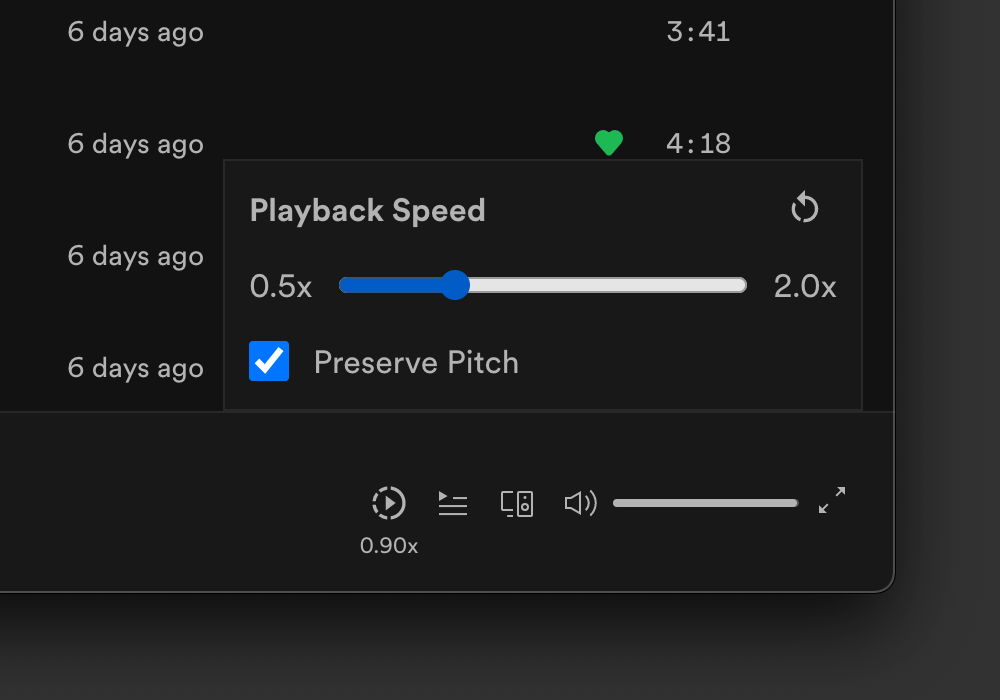 6 days ago 3:41
6 days ago 4:18
Playback Speed
6 days ago
0.5x 2.0x
6 days ago
Preserve Pitch
0.90x